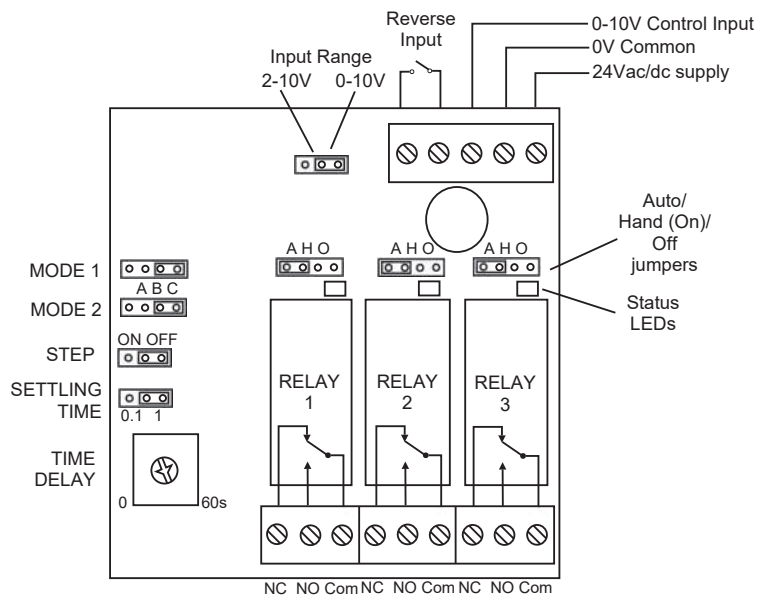 Reverse
Input
0-10V Control Input
0V Common
24Vac/dc supply
Input Range
2-10V 0-10V
Auto/
Hand (On)/
Off
jumpers
A H O
A H O
A H O
MODE 1
A B C
MODE 2
Status
LEDs
ON OFF
STEP
SETTLING
TIME
0.1 1
TIME
DELAY
0 60s
RELAY
1
RELAY
2
RELAY
3
NC NO Com NC NO Com NC NO Com